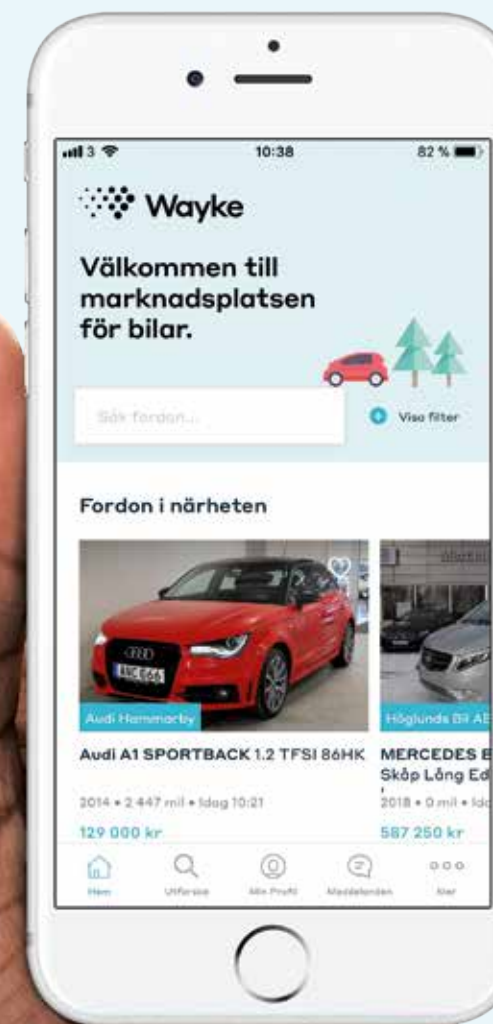 3
10:38
82 %
Wayke
Välkommen till
marknadsplatsen
för bilar.
Sök fordon...
Visa filter
Fordon i närheten
Audi Hammarby
Höglunds Bil AB
Audi A1 SPORTBACK 1.2 TFSI 86HK
MERCEDES B
Skåp Lång Ed
2014 • 2 447 mil • Idag 10:21
2018 • 0 mil • Ida
129 000 kr
587 250 kr
Hem
Utforska
Min Profil
Meddelanden
Mer